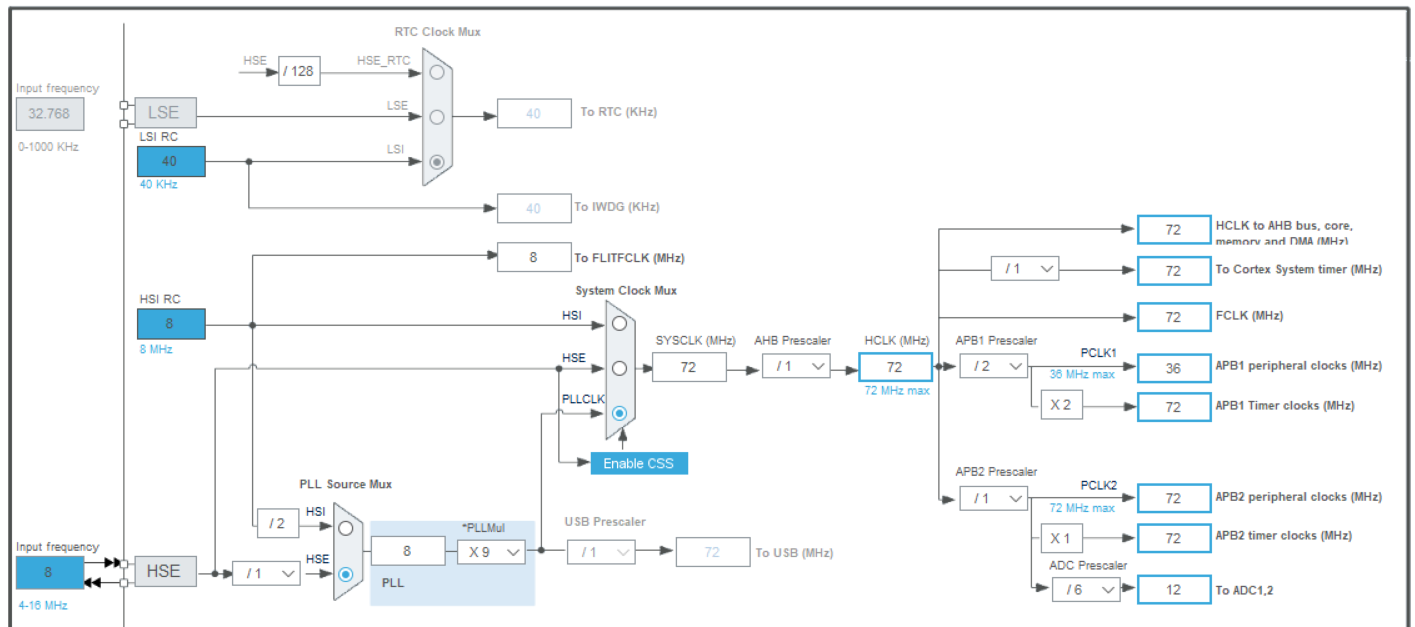 RTC Clock Mux
HSE
/ 128
HSE_RTC
Input frequency
32.768
0-1000 KHz
LSE
LSE
40
To RTC (KHz)
LSI RC
40
40 KHz
LSI
40
To IWDG (KHz)
8
To FLITFCLK (MHz)
HSI RC
8
8 MHz
System Clock Mux
HSI
HSE
PLLCLK
Enable CSS
SYSCLK (MHz)
72
AHB Prescaler
/ 1
HCLK (MHz)
72
72 MHz max
72
HCLK to AHB bus, core,
memory and DMA (MHz)
/ 1
72
To Cortex System timer (MHz)
72
FCLK (MHz)
APB1 Prescaler
/ 2
PCLK1
36 MHz max
36
APB1 peripheral clocks (MHz)
X 2
72
APB1 Timer clocks (MHz)
APB2 Prescaler
/ 1
PCLK2
72 MHz max
72
APB2 peripheral clocks (MHz)
X 1
72
APB2 timer clocks (MHz)
ADC Prescaler
/ 6
12
To ADC1,2
PLL Source Mux
/ 2
HSI
Input frequency
8
4-16 MHz
HSE
/ 1
HSE
8
*PLLMul
X 9
PLL
USB Prescaler
/ 1
72
To USB (MHz)